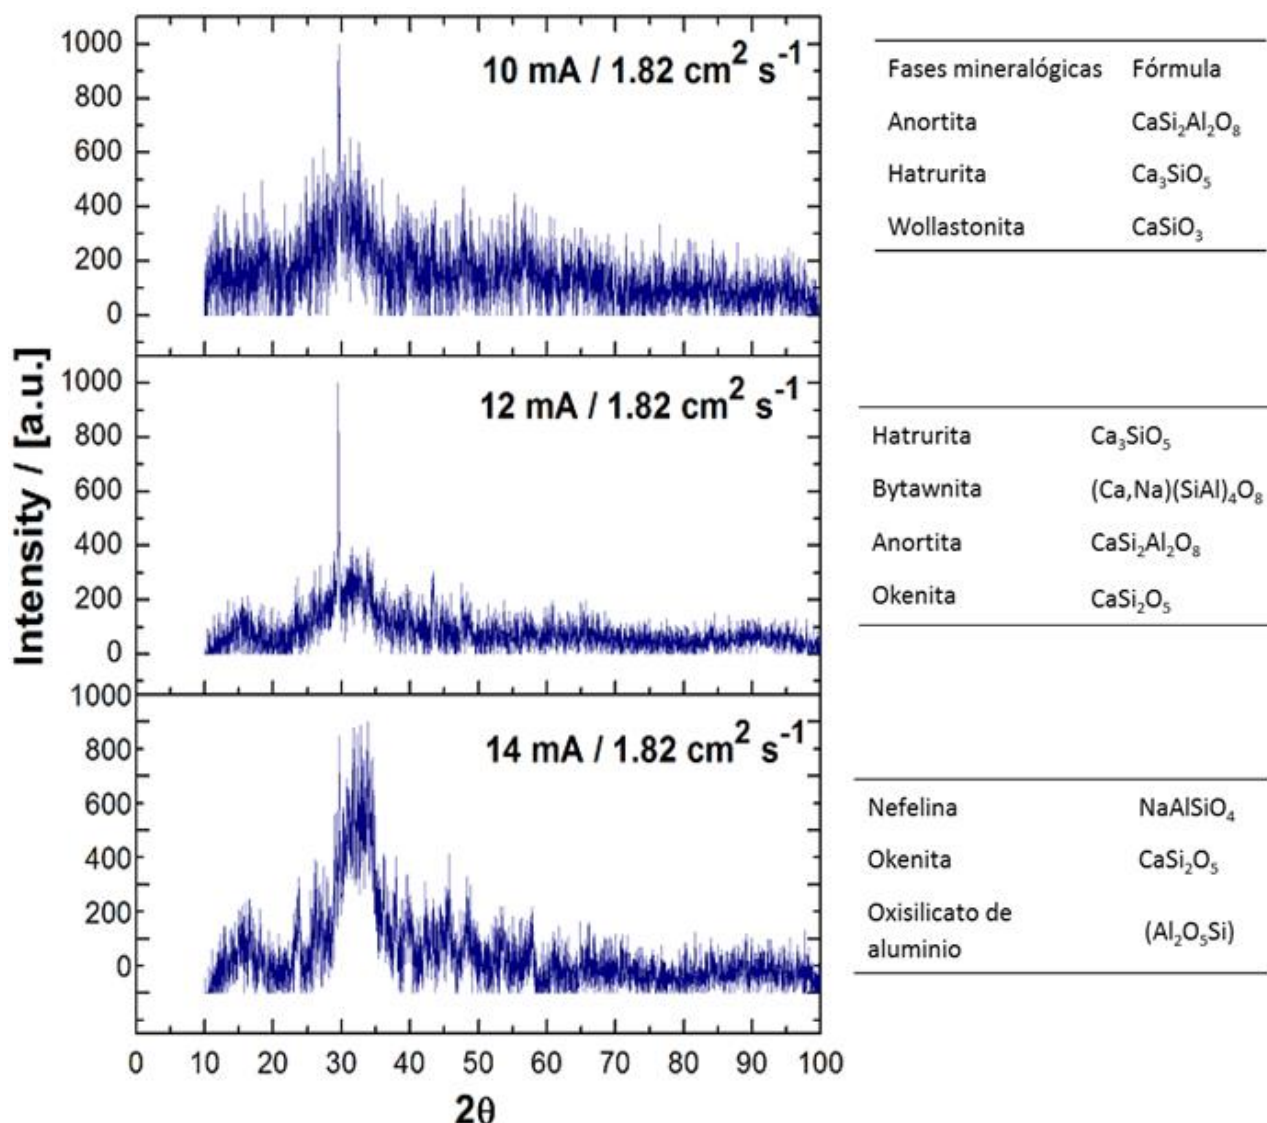 Intensity / [a.u.]
1000
800
600
400
200
0
10 mA / 1.82 cm² s⁻¹
Fases mineralógicas Fórmula
Anortita CaSi₂Al₂O₈
Hatrurita Ca₃SiO₅
Wollastonita CaSiO₃
1000
800
600
400
200
0
12 mA / 1.82 cm² s⁻¹
Hatrurita Ca₃SiO₅
Bytawnita (Ca,Na)(SiAl)₄O₈
Anortita CaSi₂Al₂O₈
Okenita CaSi₂O₅
1000
800
600
400
200
0
14 mA / 1.82 cm² s⁻¹
Nefelina NaAlSiO₄
Okenita CaSi₂O₅
Oxisilicato de
aluminio (Al₂O₅Si)
0 10 20 30 40 50 60 70 80 90 100
2θ